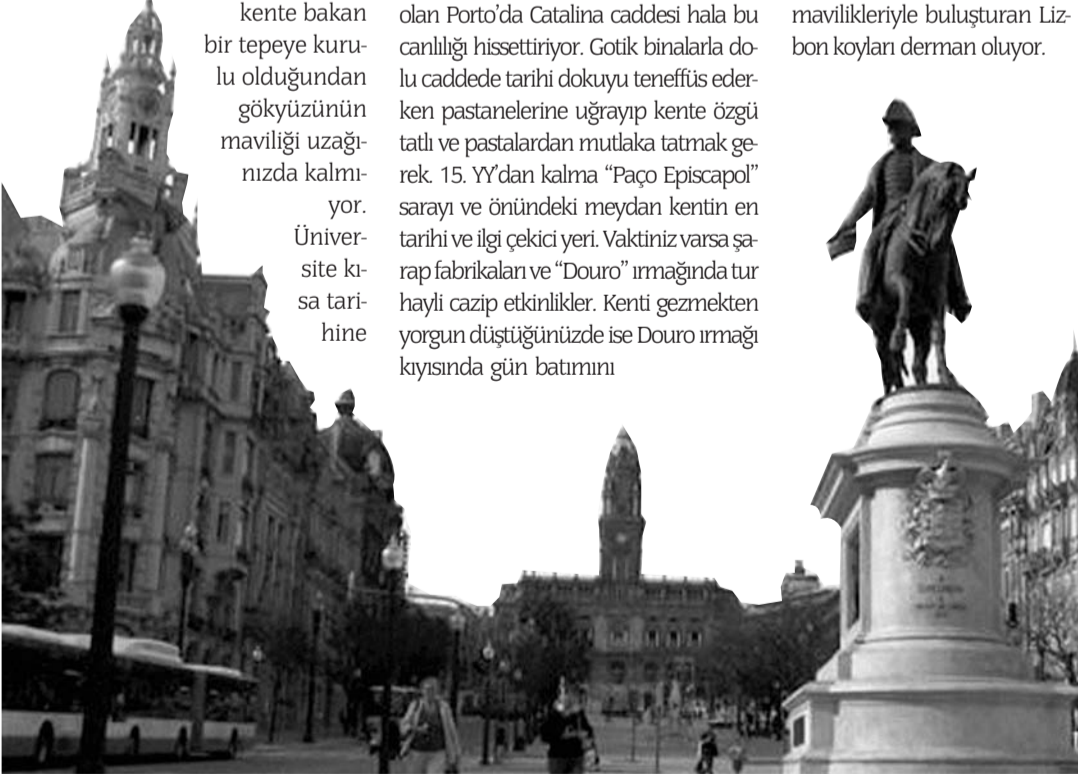 kente bakan
bir tepeye kuru-
lu olduğundan
gökyüzünün
maviliği uzağı-
nızda kalmı-
yor.
Üniver-
site kı-
sa tari-
hine
olan Porto’da Catalina caddesi hala bu
canlılığı hissettiriyor. Gotik binalarla do-
lu caddede tarihi dokuyu teneffüs eder-
ken pastanelerine uğrayıp kente özgü
tatlı ve pastalardan mutlaka tatmak ge-
rek. 15. YY’dan kalma “Paço Episcapol”
sarayı ve önündeki meydan kentin en
tarihi ve ilgi çekici yeri. Vaktiniz varsa şa-
rap fabrikaları ve “Douro” ırmağında tur
hayli cazip etkinlikler. Kenti gezmekten
yorgun düştüğünüzde ise Douro ırmağı
kıyısında gün batımını
mavilikleriyle buluşturan Liz-
bon koyları derman oluyor.